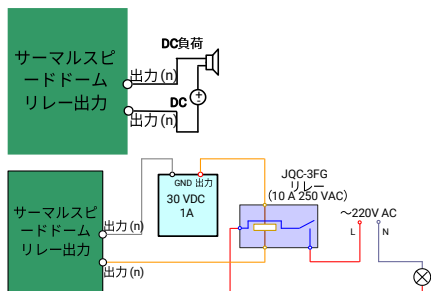 DC負荷
サーマルスピ
ードドーム
リレー出力
出力 (n)
DC
出力 (n)
JQC-3FG
リレー
(10 A 250 VAC)
GND 出力
30 VDC
1A
～220V AC
L
N
サーマルスピ
ードドーム
リレー出力
出力 (n)
出力 (n)